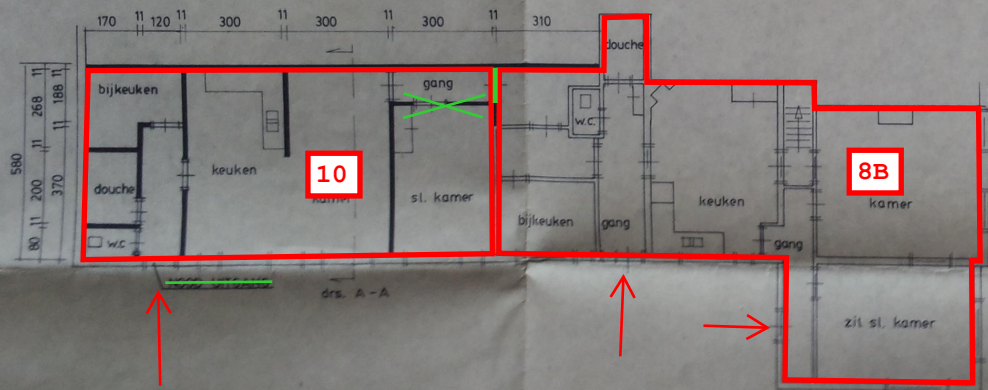 170 11 120 11 300 11 300 11 300 11 310
580
11 268 11 200 11 80
11 188 11 370
bijkeuken
douche
w.c
keuken
10
kamer
gang
sl. kamer
drs. A-A
douche
w.c.
bijkeuken
gang
keuken
gang
8B
kamer
zit sl. kamer